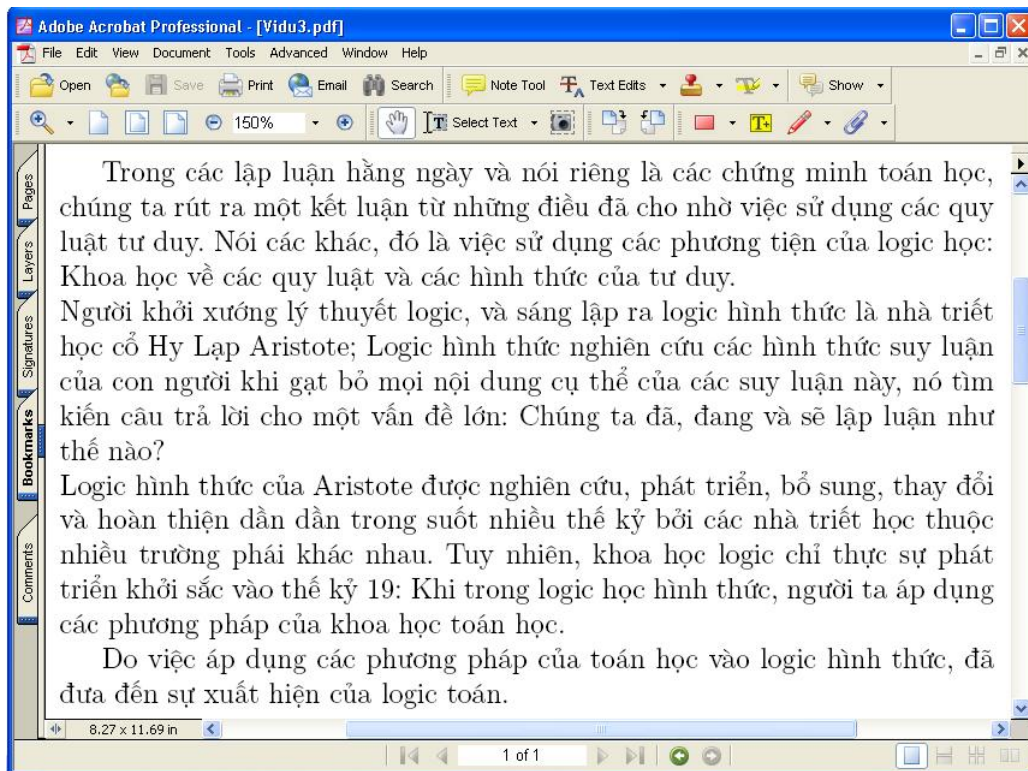 Adobe Acrobat Professional - [Vidu3.pdf]
File Edit View Document Tools Advanced Window Help
Open Save Print Email Search Note Tool Text Edits Show
150% Select Text
Pages
Layers
Signatures
Bookmarks
Comments
Trong các lập luận hằng ngày và nói riêng là các chứng minh toán học,
chúng ta rút ra một kết luận từ những điều đã cho nhờ việc sử dụng các quy
luật tư duy. Nói các khác, đó là việc sử dụng các phương tiện của logic học:
Khoa học về các quy luật và các hình thức của tư duy.
Người khởi xướng lý thuyết logic, và sáng lập ra logic hình thức là nhà triết
học cổ Hy Lạp Aristote; Logic hình thức nghiên cứu các hình thức suy luận
của con người khi gạt bỏ mọi nội dung cụ thể của các suy luận này, nó tìm
kiến câu trả lời cho một vấn đề lớn: Chúng ta đã, đang và sẽ lập luận như
thế nào?
Logic hình thức của Aristote được nghiên cứu, phát triển, bổ sung, thay đổi
và hoàn thiện dần dần trong suốt nhiều thế kỷ bởi các nhà triết học thuộc
nhiều trường phái khác nhau. Tuy nhiên, khoa học logic chỉ thực sự phát
triển khởi sắc vào thế kỷ 19: Khi trong logic học hình thức, người ta áp dụng
các phương pháp của khoa học toán học.
Do việc áp dụng các phương pháp của toán học vào logic hình thức, đã
đưa đến sự xuất hiện của logic toán.
8.27 x 11.69 in
1 of 1